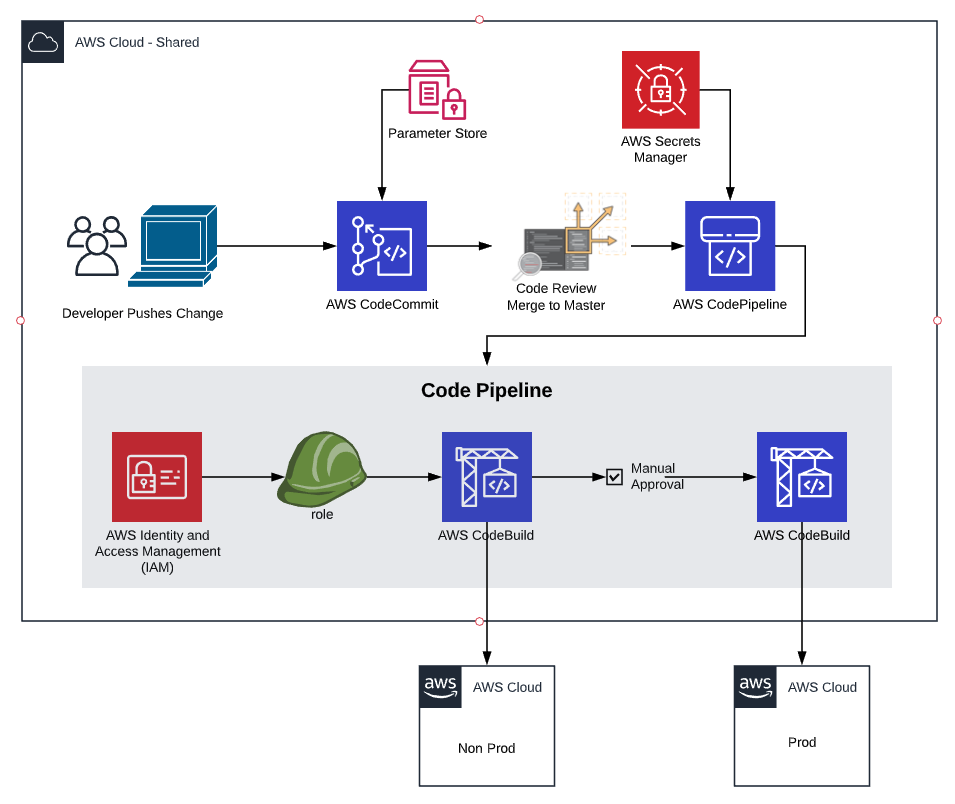 AWS Cloud - Shared
Parameter Store
AWS Secrets
Manager
Developer Pushes Change
AWS CodeCommit
Code Review
Merge to Master
AWS CodePipeline
Code Pipeline
AWS Identity and
Access Management
(IAM)
role
AWS CodeBuild
Manual
Approval
AWS CodeBuild
aws
AWS Cloud
Non Prod
aws
AWS Cloud
Prod